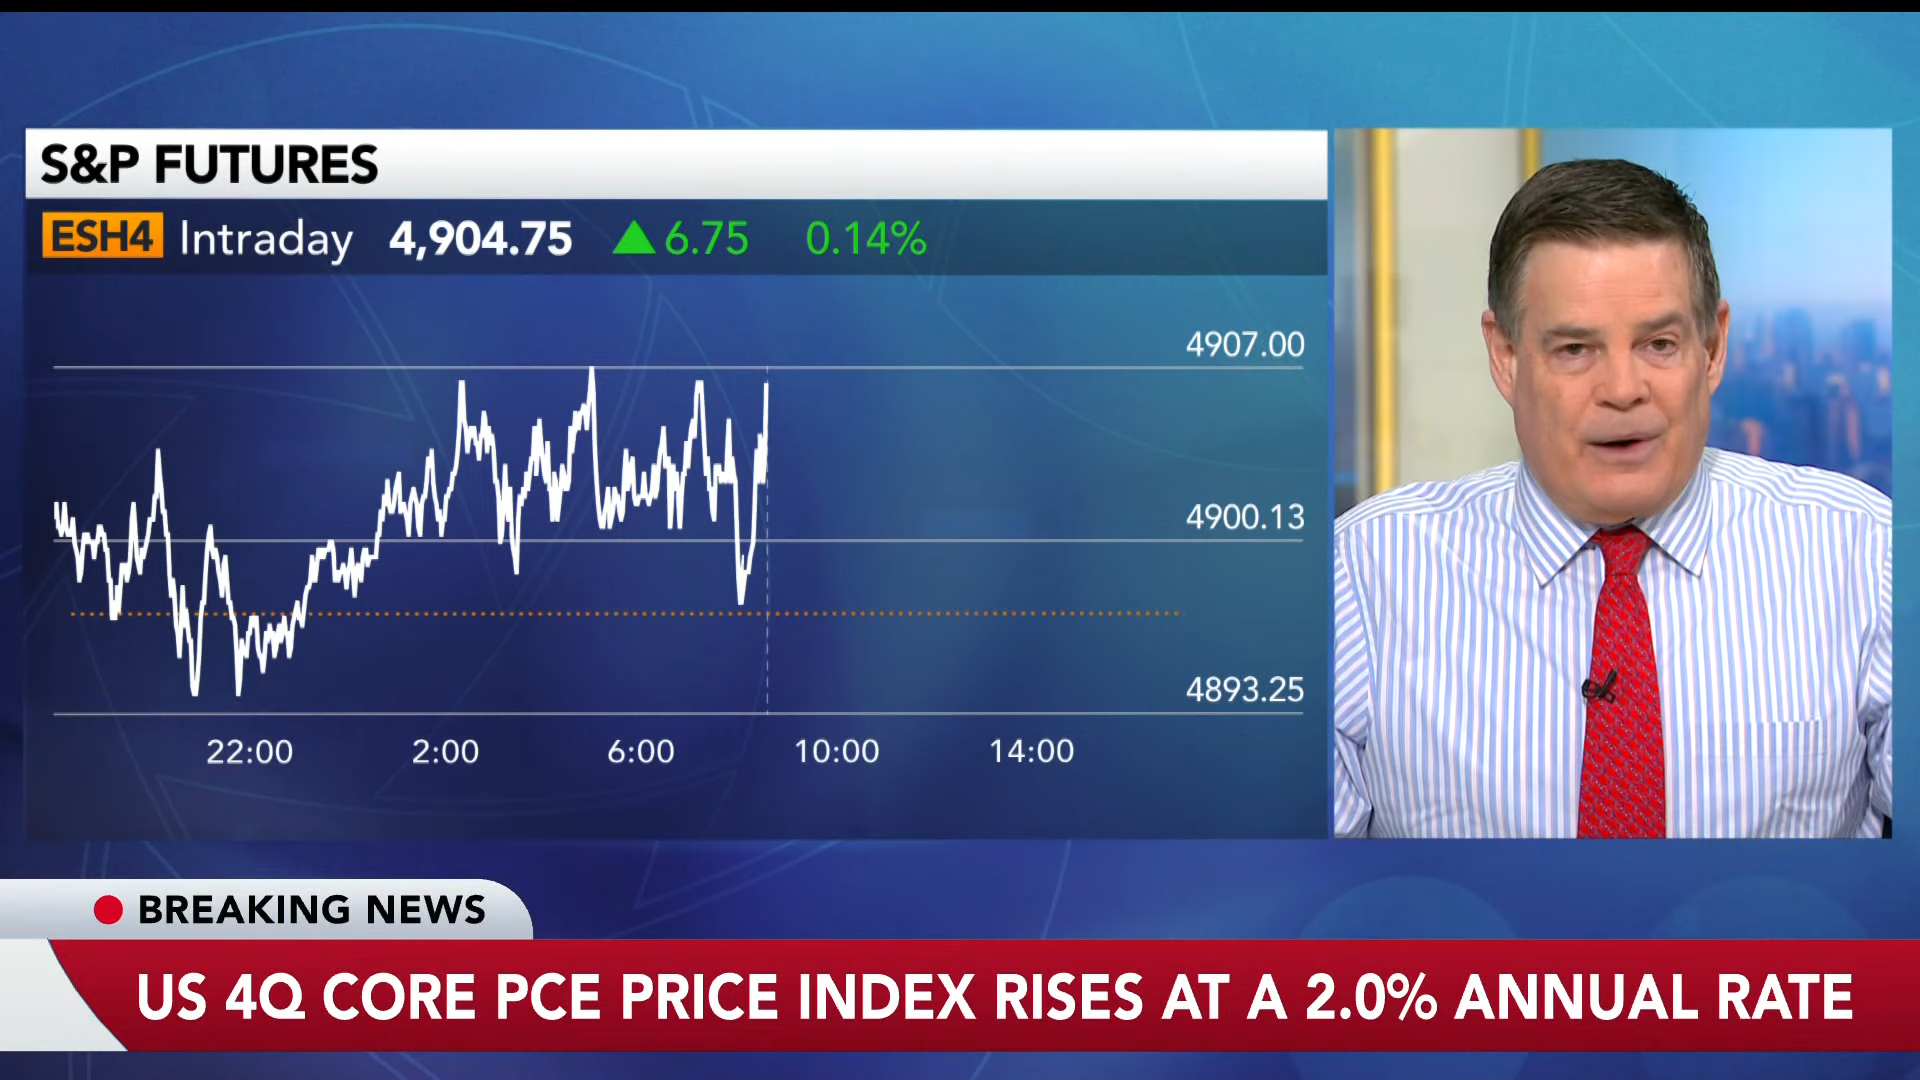 S&P FUTURES
ESH4 Intraday 4,904.75 ▲6.75 0.14%
4907.00
4900.13
4893.25
22:00 2:00 6:00 10:00 14:00
BREAKING NEWS
US 4Q CORE PCE PRICE INDEX RISES AT A 2.0% ANNUAL RATE